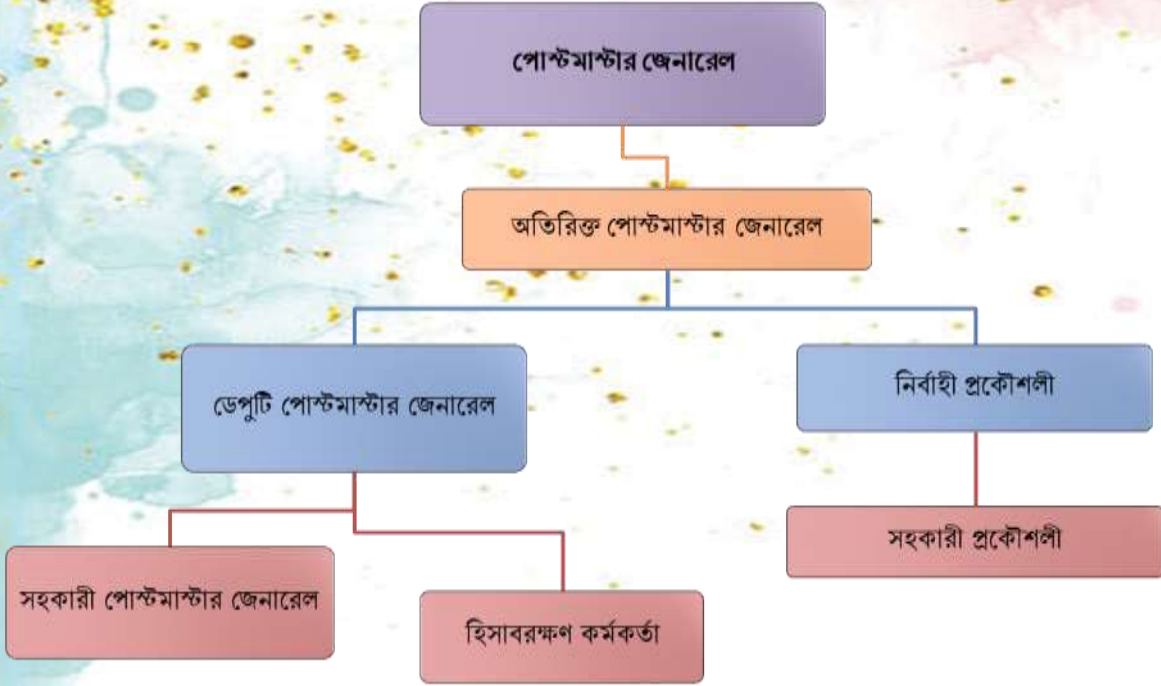 পোস্টমাস্টার জেনারেল
অতিরিক্ত পোস্টমাস্টার জেনারেল
ডেপুটি পোস্টমাস্টার জেনারেল
নির্বাহী প্রকৌশলী
সহকারী পোস্টমাস্টার জেনারেল
হিসাবরক্ষণ কর্মকর্তা
সহকারী প্রকৌশলী